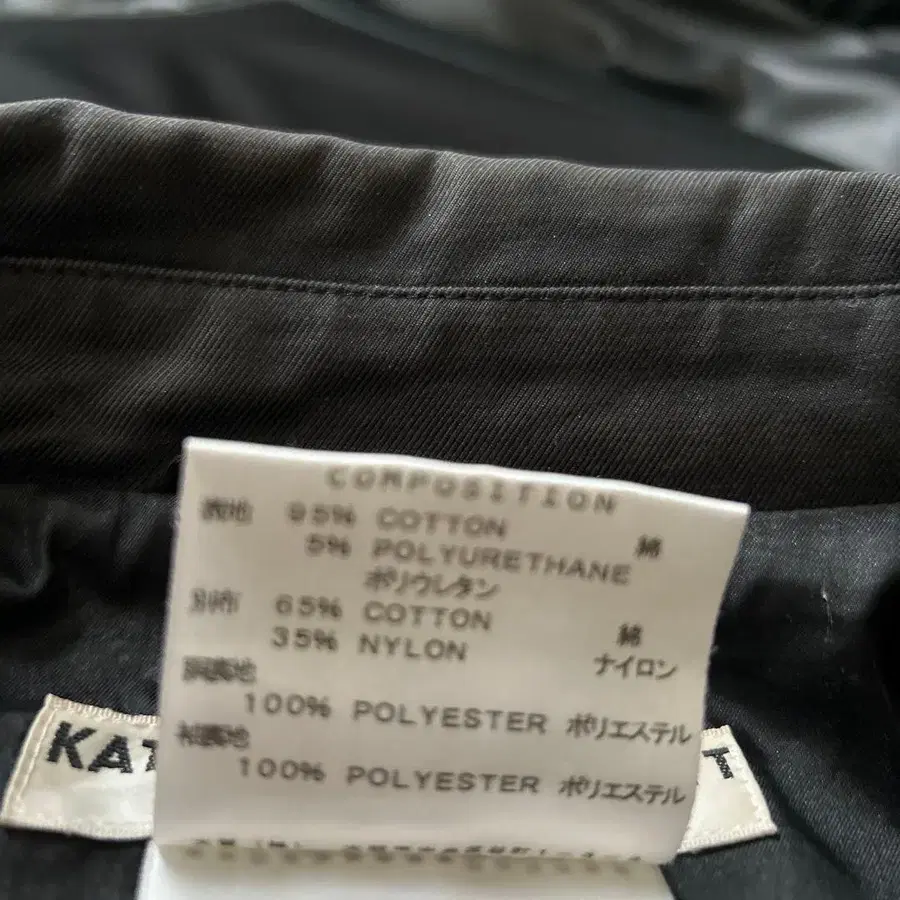 COMPOSITION
表地 95% COTTON 綿
5% POLYURETHANE
ポリウレタン
別布 65% COTTON 綿
35% NYLON ナイロン
胴裏地
100% POLYESTER ポリエステル
袖裏地
100% POLYESTER ポリエステル
KAT
T